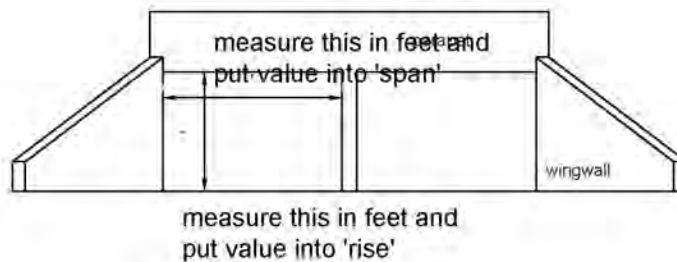 measure this in feet and
put value into 'span'
wingwall
measure this in feet and
put value into 'rise'